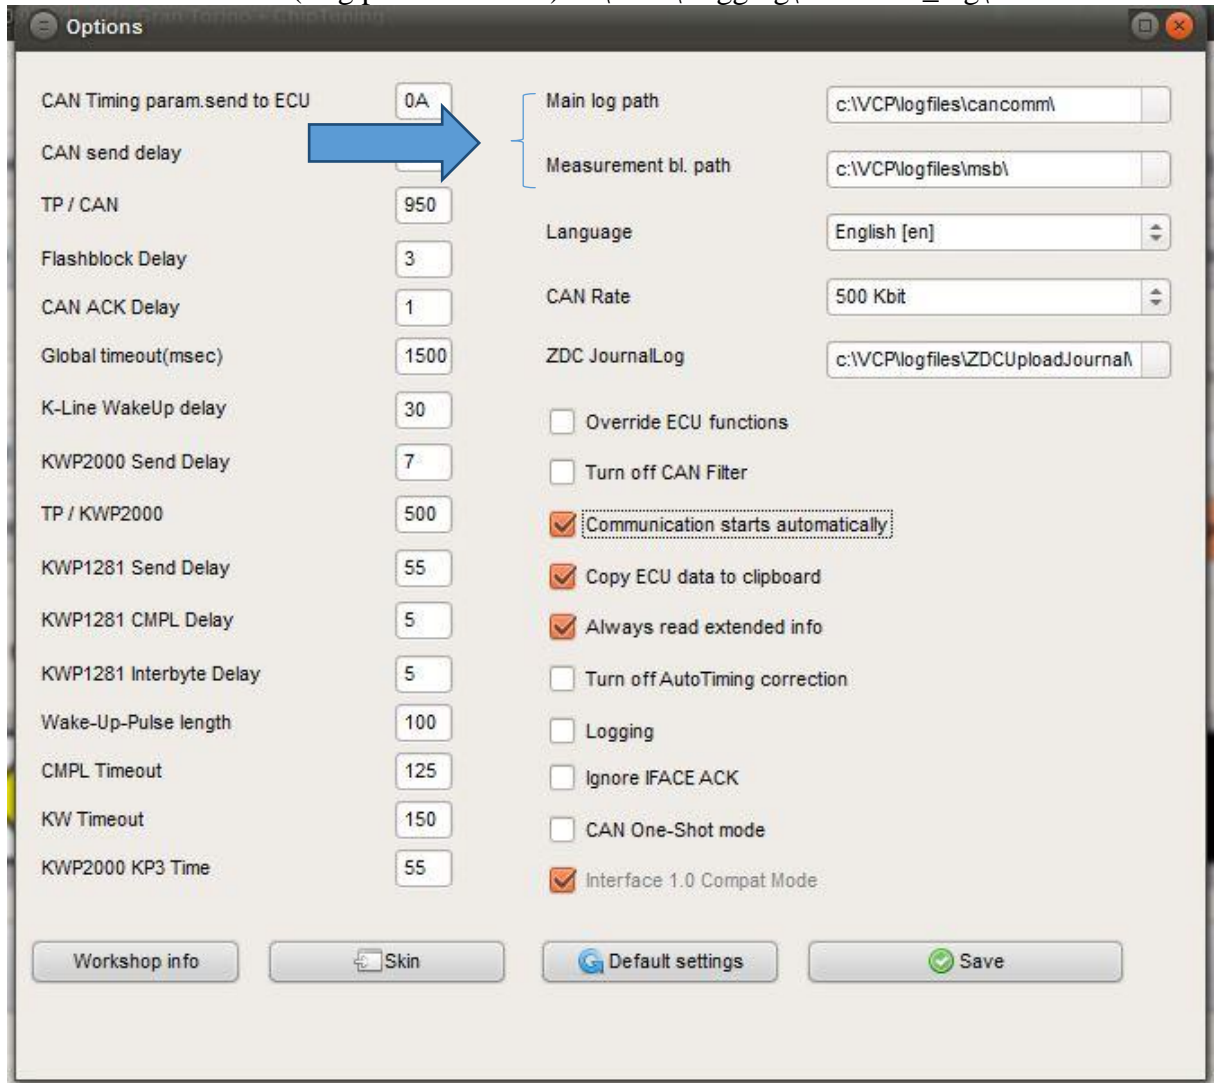 Options
CAN Timing param.send to ECU 0A
CAN send delay
TP / CAN 950
Flashblock Delay 3
CAN ACK Delay 1
Global timeout(msec) 1500
K-Line WakeUp delay 30
KWP2000 Send Delay 7
TP / KWP2000 500
KWP1281 Send Delay 55
KWP1281 CMPL Delay 5
KWP1281 Interbyte Delay 5
Wake-Up-Pulse length 100
CMPL Timeout 125
KW Timeout 150
KWP2000 KP3 Time 55
Main log path c:\VCP\logfiles\cancomm\
Measurement bl. path c:\VCP\logfiles\msb\
Language English [en]
CAN Rate 500 Kbit
ZDC JournalLog c:\VCP\logfiles\ZDCUploadJournal\
Override ECU functions
Turn off CAN Filter
Communication starts automatically
Copy ECU data to clipboard
Always read extended info
Turn off AutoTiming correction
Logging
Ignore IFACE ACK
CAN One-Shot mode
Interface 1.0 Compat Mode
Workshop info Skin Default settings Save